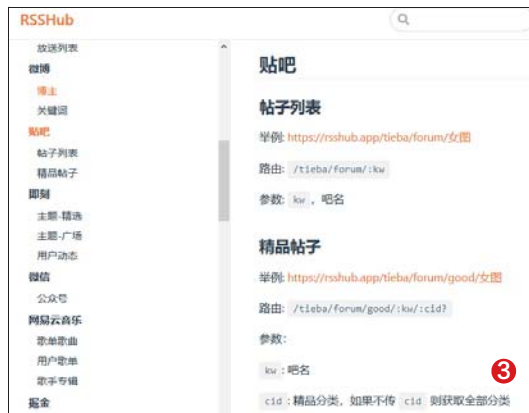 RSSHub
放送列表
微博
博主
关键词
贴吧
帖子列表
精品帖子
即刻
主题-精选
主题-广场
用户动态
微信
公众号
网易云音乐
歌单歌曲
用户歌单
歌手专辑
掘金
贴吧
帖子列表
举例: https://rsshub.app/tieba/forum/女图
路由: /tieba/forum/:kw
参数: kw ，吧名
精品帖子
举例: https://rsshub.app/tieba/forum/good/女图
路由: /tieba/forum/good/:kw/:cid?
参数:
kw : 吧名
cid : 精品分类，如果不传 cid 则获取全部分类
3